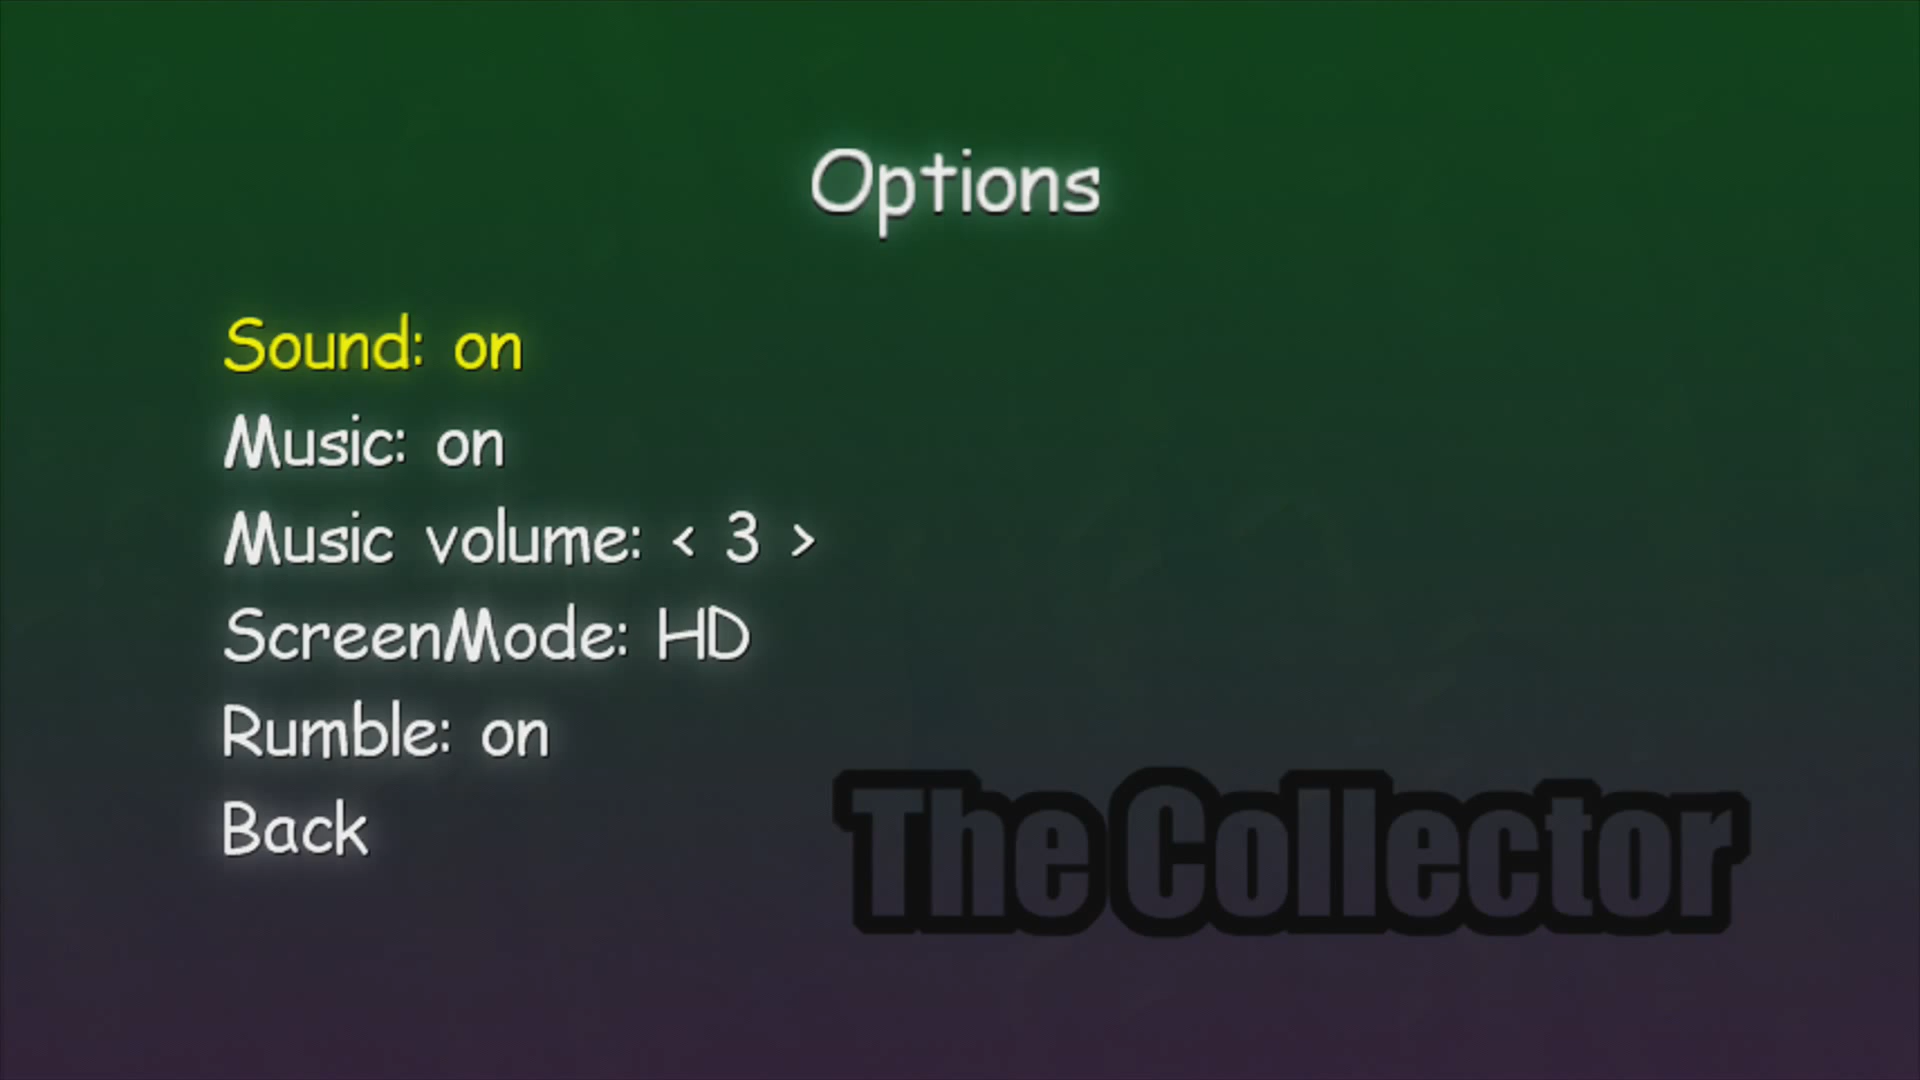 Options
Sound: on
Music: on
Music volume: < 3 >
ScreenMode: HD
Rumble: on
Back
The Collector